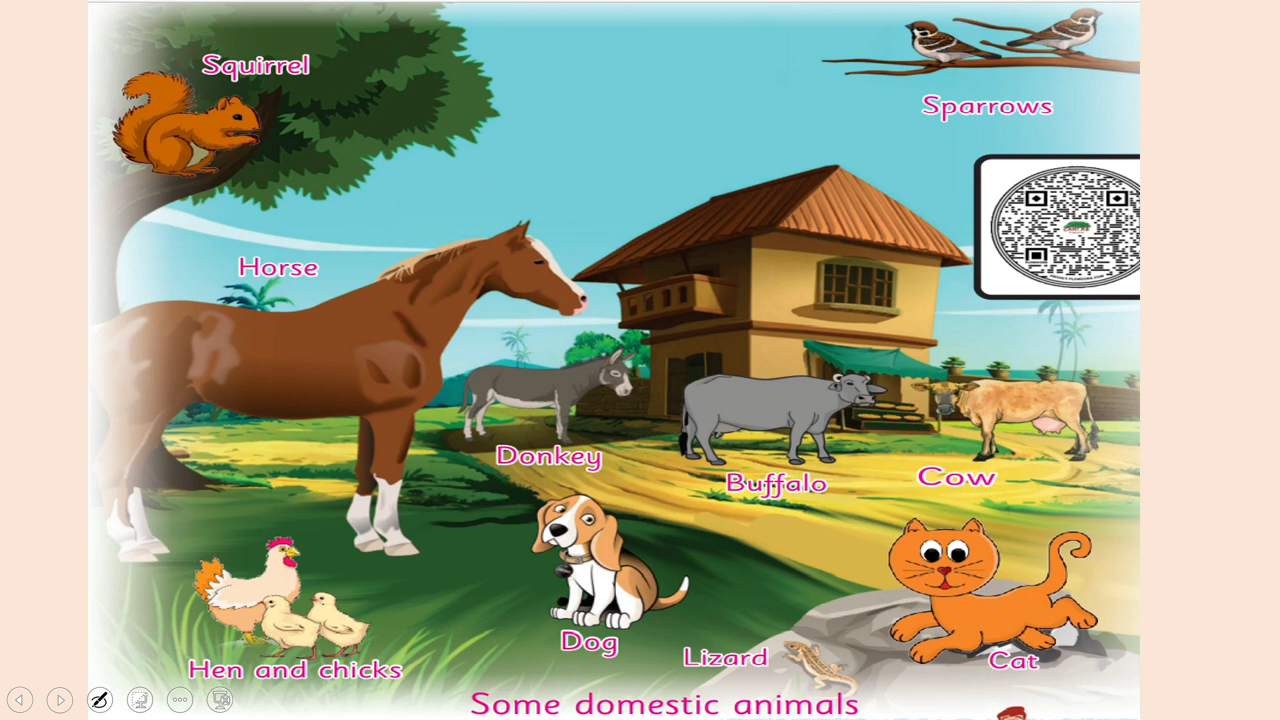 Squirrel
Sparrows
Horse
Donkey
Buffalo
Cow
Dog
Lizard
Cat
Hen and chicks
Some domestic animals